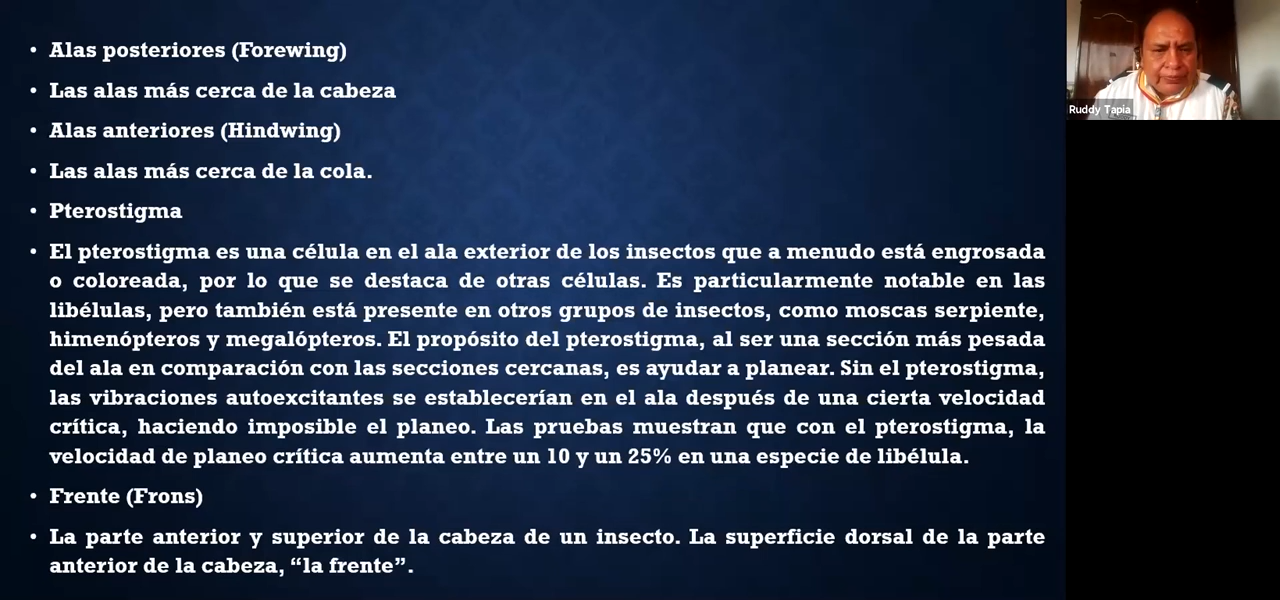 • Alas posteriores (Forewing)
• Las alas más cerca de la cabeza
• Alas anteriores (Hindwing)
• Las alas más cerca de la cola.
• Pterostigma
• El pterostigma es una célula en el ala exterior de los insectos que a menudo está engrosada
o coloreada, por lo que se destaca de otras células. Es particularmente notable en las
libélulas, pero también está presente en otros grupos de insectos, como moscas serpiente,
himenópteros y megalópteros. El propósito del pterostigma, al ser una sección más pesada
del ala en comparación con las secciones cercanas, es ayudar a planear. Sin el pterostigma,
las vibraciones autoexcitantes se establecerían en el ala después de una cierta velocidad
crítica, haciendo imposible el planeo. Las pruebas muestran que con el pterostigma, la
velocidad de planeo crítica aumenta entre un 10 y un 25% en una especie de libélula.
• Frente (Frons)
• La parte anterior y superior de la cabeza de un insecto. La superficie dorsal de la parte
anterior de la cabeza, “la frente”.
Ruddy Tapia